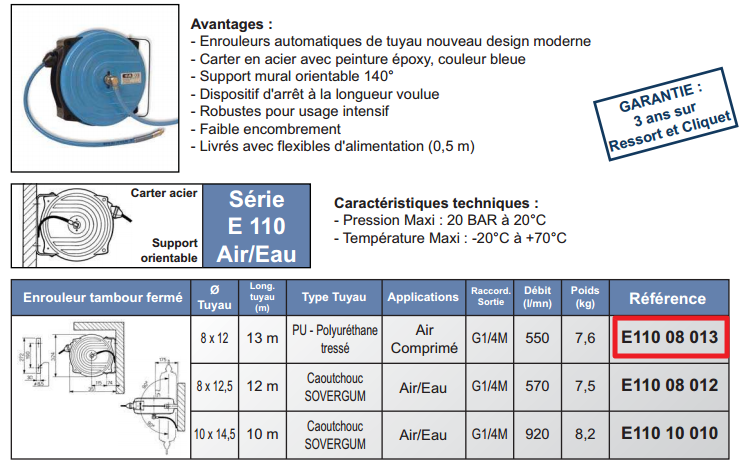 Avantages :
- Enrouleurs automatiques de tuyau nouveau design moderne
- Carter en acier avec peinture époxy, couleur bleue
- Support mural orientable 140°
- Dispositif d'arrêt à la longueur voulue
- Robustes pour usage intensif
- Faible encombrement
- Livrés avec flexibles d'alimentation (0,5 m)
GARANTIE :
3 ans sur
Ressort et Cliquet
Carter acier
Support
orientable
Série
E 110
Air/Eau
Caractéristiques techniques :
- Pression Maxi : 20 BAR à 20°C
- Température Maxi : -20°C à +70°C
Enrouleur tambour fermé Ø Tuyau Long. tuyau (m) Type Tuyau Applications Raccord. Sortie Débit (l/mn) Poids (kg) Référence
8 x 12 13 m PU - Polyuréthane tressé Air Comprimé G1/4M 550 7,6 E110 08 013
8 x 12,5 12 m Caoutchouc SOVERGUM Air/Eau G1/4M 570 7,5 E110 08 012
10 x 14,5 10 m Caoutchouc SOVERGUM Air/Eau G1/4M 920 8,2 E110 10 010